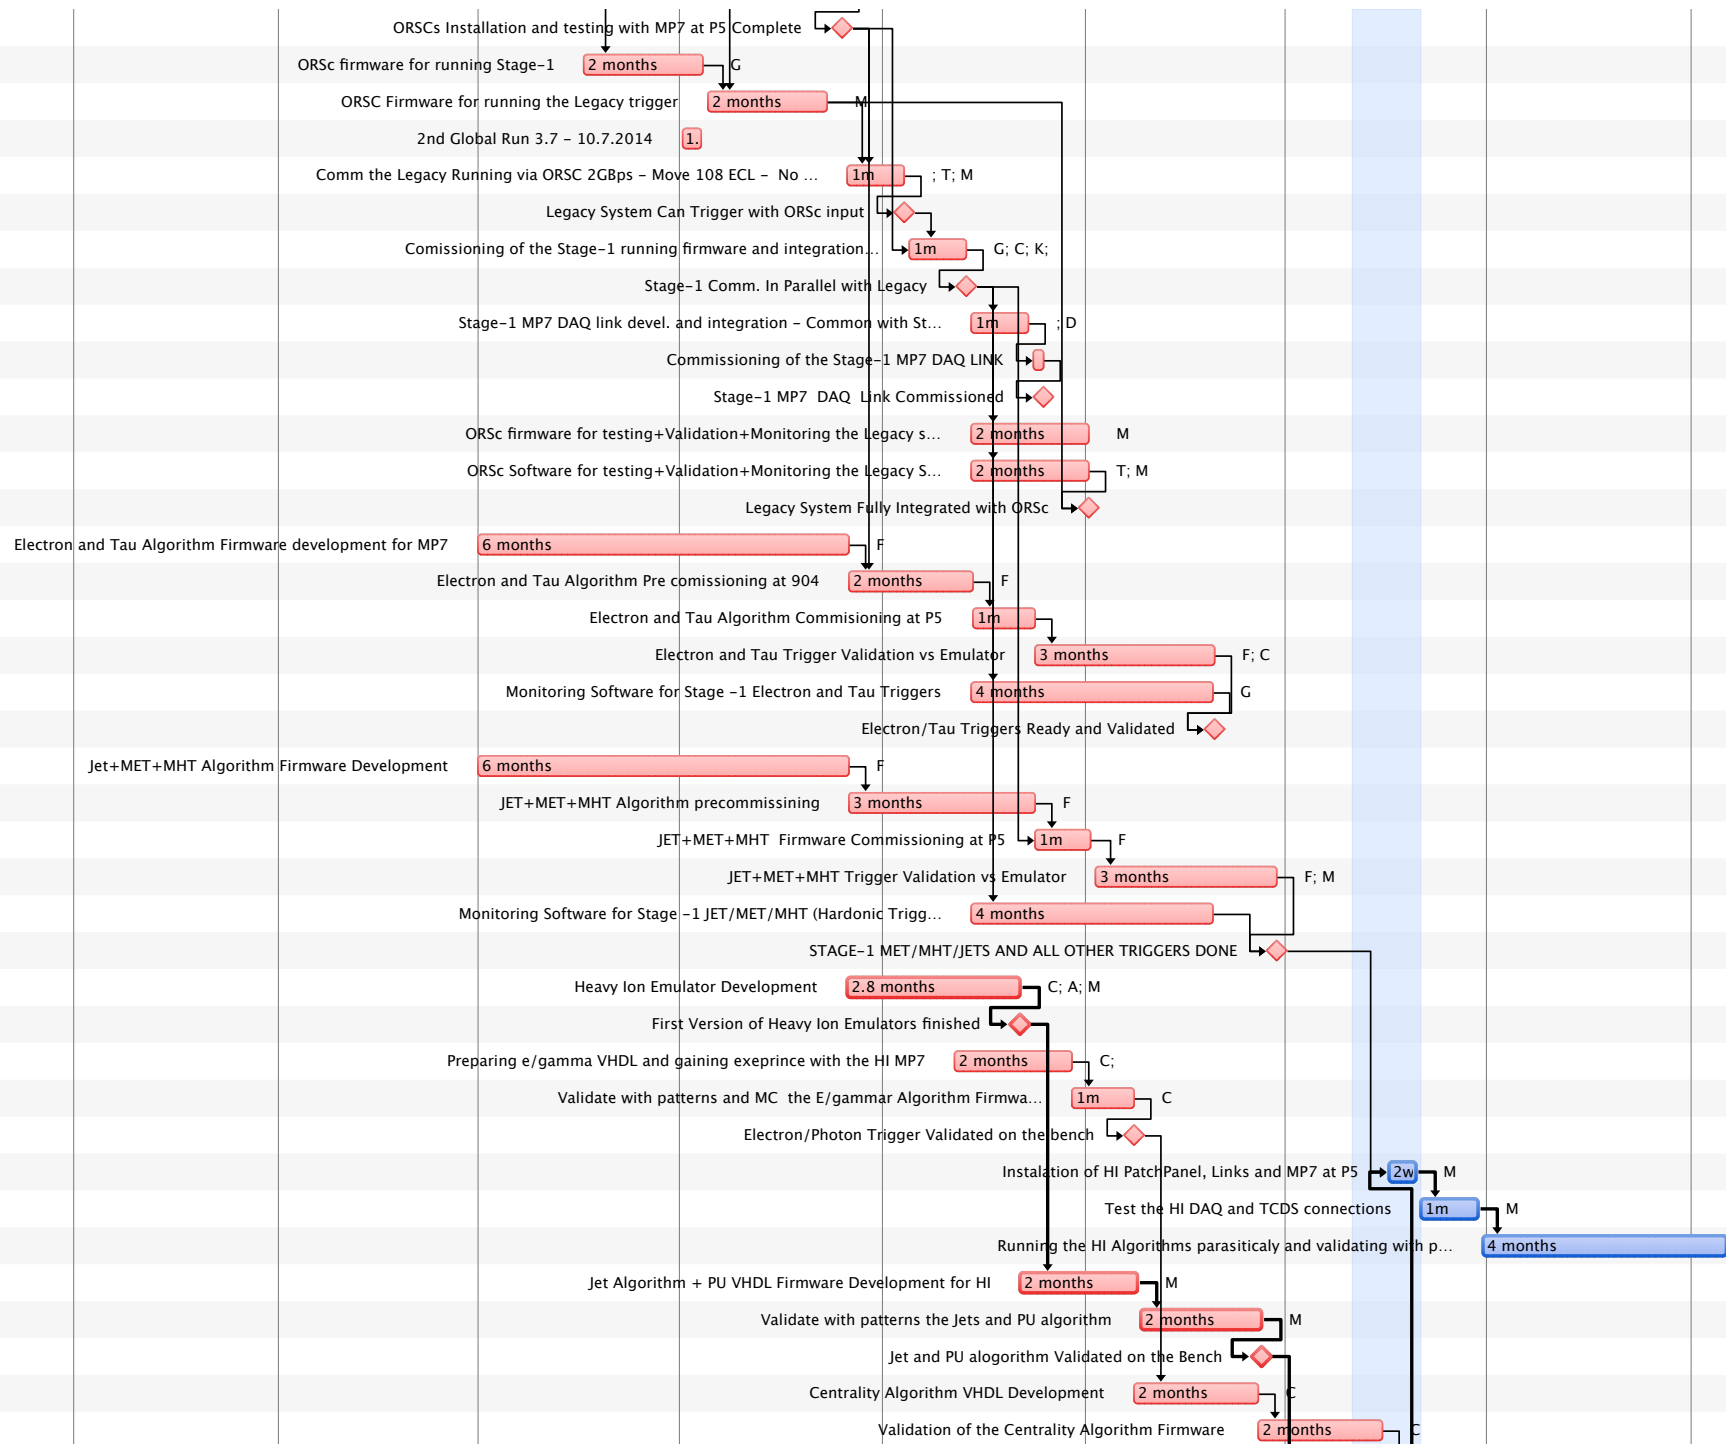 ORSCs Installation and testing with MP7 at P5 Complete
ORSc firmware for running Stage-1 2 months G
ORSC Firmware for running the Legacy trigger 2 months M
2nd Global Run 3.7 - 10.7.2014 1.
Comm the Legacy Running via ORSC 2GBps - Move 108 ECL - No ... 1m ; T; M
Legacy System Can Trigger with ORSc input
Comissioning of the Stage-1 running firmware and integration... 1m G; C; K;
Stage-1 Comm. In Parallel with Legacy
Stage-1 MP7 DAQ link devel. and integration - Common with St... 1m ; D
Commissioning of the Stage-1 MP7 DAQ LINK
Stage-1 MP7 DAQ Link Commissioned
ORSc firmware for testing+Validation+Monitoring the Legacy s... 2 months M
ORSc Software for testing+Validation+Monitoring the Legacy S... 2 months T; M
Legacy System Fully Integrated with ORSc
Electron and Tau Algorithm Firmware development for MP7 6 months F
Electron and Tau Algorithm Pre comissioning at 904 2 months F
Electron and Tau Algorithm Commisioning at P5 1m
Electron and Tau Trigger Validation vs Emulator 3 months F; C
Monitoring Software for Stage -1 Electron and Tau Triggers 4 months G
Electron/Tau Triggers Ready and Validated
Jet+MET+MHT Algorithm Firmware Development 6 months F
JET+MET+MHT Algorithm precommissining 3 months F
JET+MET+MHT Firmware Commissioning at P5 1m F
JET+MET+MHT Trigger Validation vs Emulator 3 months F; M
Monitoring Software for Stage -1 JET/MET/MHT (Hardonic Trigg... 4 months
STAGE-1 MET/MHT/JETS AND ALL OTHER TRIGGERS DONE
Heavy Ion Emulator Development 2.8 months C; A; M
First Version of Heavy Ion Emulators finished
Preparing e/gamma VHDL and gaining exeprince with the HI MP7 2 months C;
Validate with patterns and MC the E/gammar Algorithm Firmwa... 1m C
Electron/Photon Trigger Validated on the bench
Instalation of HI PatchPanel, Links and MP7 at P5 2w M
Test the HI DAQ and TCDS connections 1m M
Running the HI Algorithms parasiticaly and validating with p... 4 months
Jet Algorithm + PU VHDL Firmware Development for HI 2 months M
Validate with patterns the Jets and PU algorithm 2 months M
Jet and PU alogorithm Validated on the Bench
Centrality Algorithm VHDL Development 2 months C
Validation of the Centrality Algorithm Firmware 2 months C